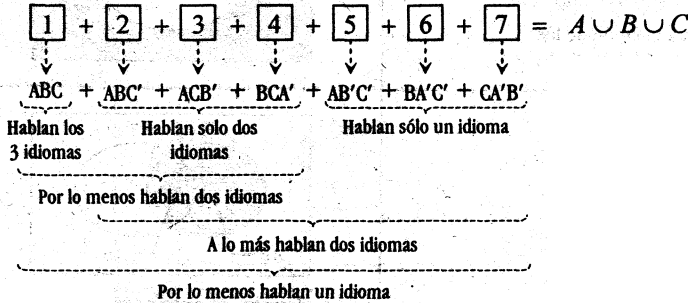 1 + 2 + 3 + 4 + 5 + 6 + 7 = A ∪ B ∪ C
ABC + ABC' + ACB' + BCA' + AB'C' + BA'C' + CA'B'
Hablan los 3 idiomas
Hablan solo dos idiomas
Hablan sólo un idioma
Por lo menos hablan dos idiomas
A lo más hablan dos idiomas
Por lo menos hablan un idioma